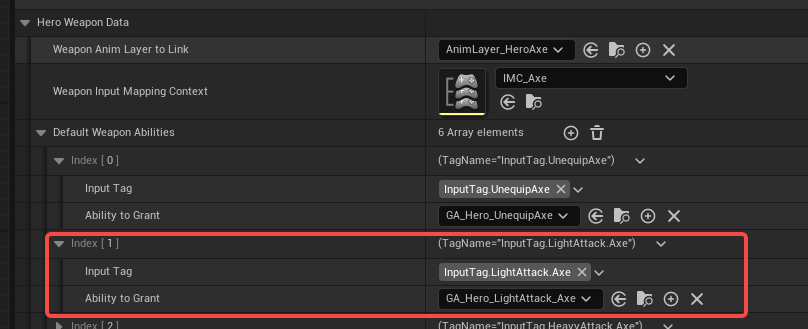 Hero Weapon Data
Weapon Anim Layer to Link AnimLayer_HeroAxe
Weapon Input Mapping Context IMC_Axe
Default Weapon Abilities 6 Array elements
Index [ 0 ] (TagName="InputTag.UnequipAxe")
Input Tag InputTag.UnequipAxe
Ability to Grant GA_Hero_UnequipAxe
Index [ 1 ] (TagName="InputTag.LightAttack.Axe")
Input Tag InputTag.LightAttack.Axe
Ability to Grant GA_Hero_LightAttack_Axe
Index [ 2 ] (TagName="InputTag.HeavyAttack.Axe")